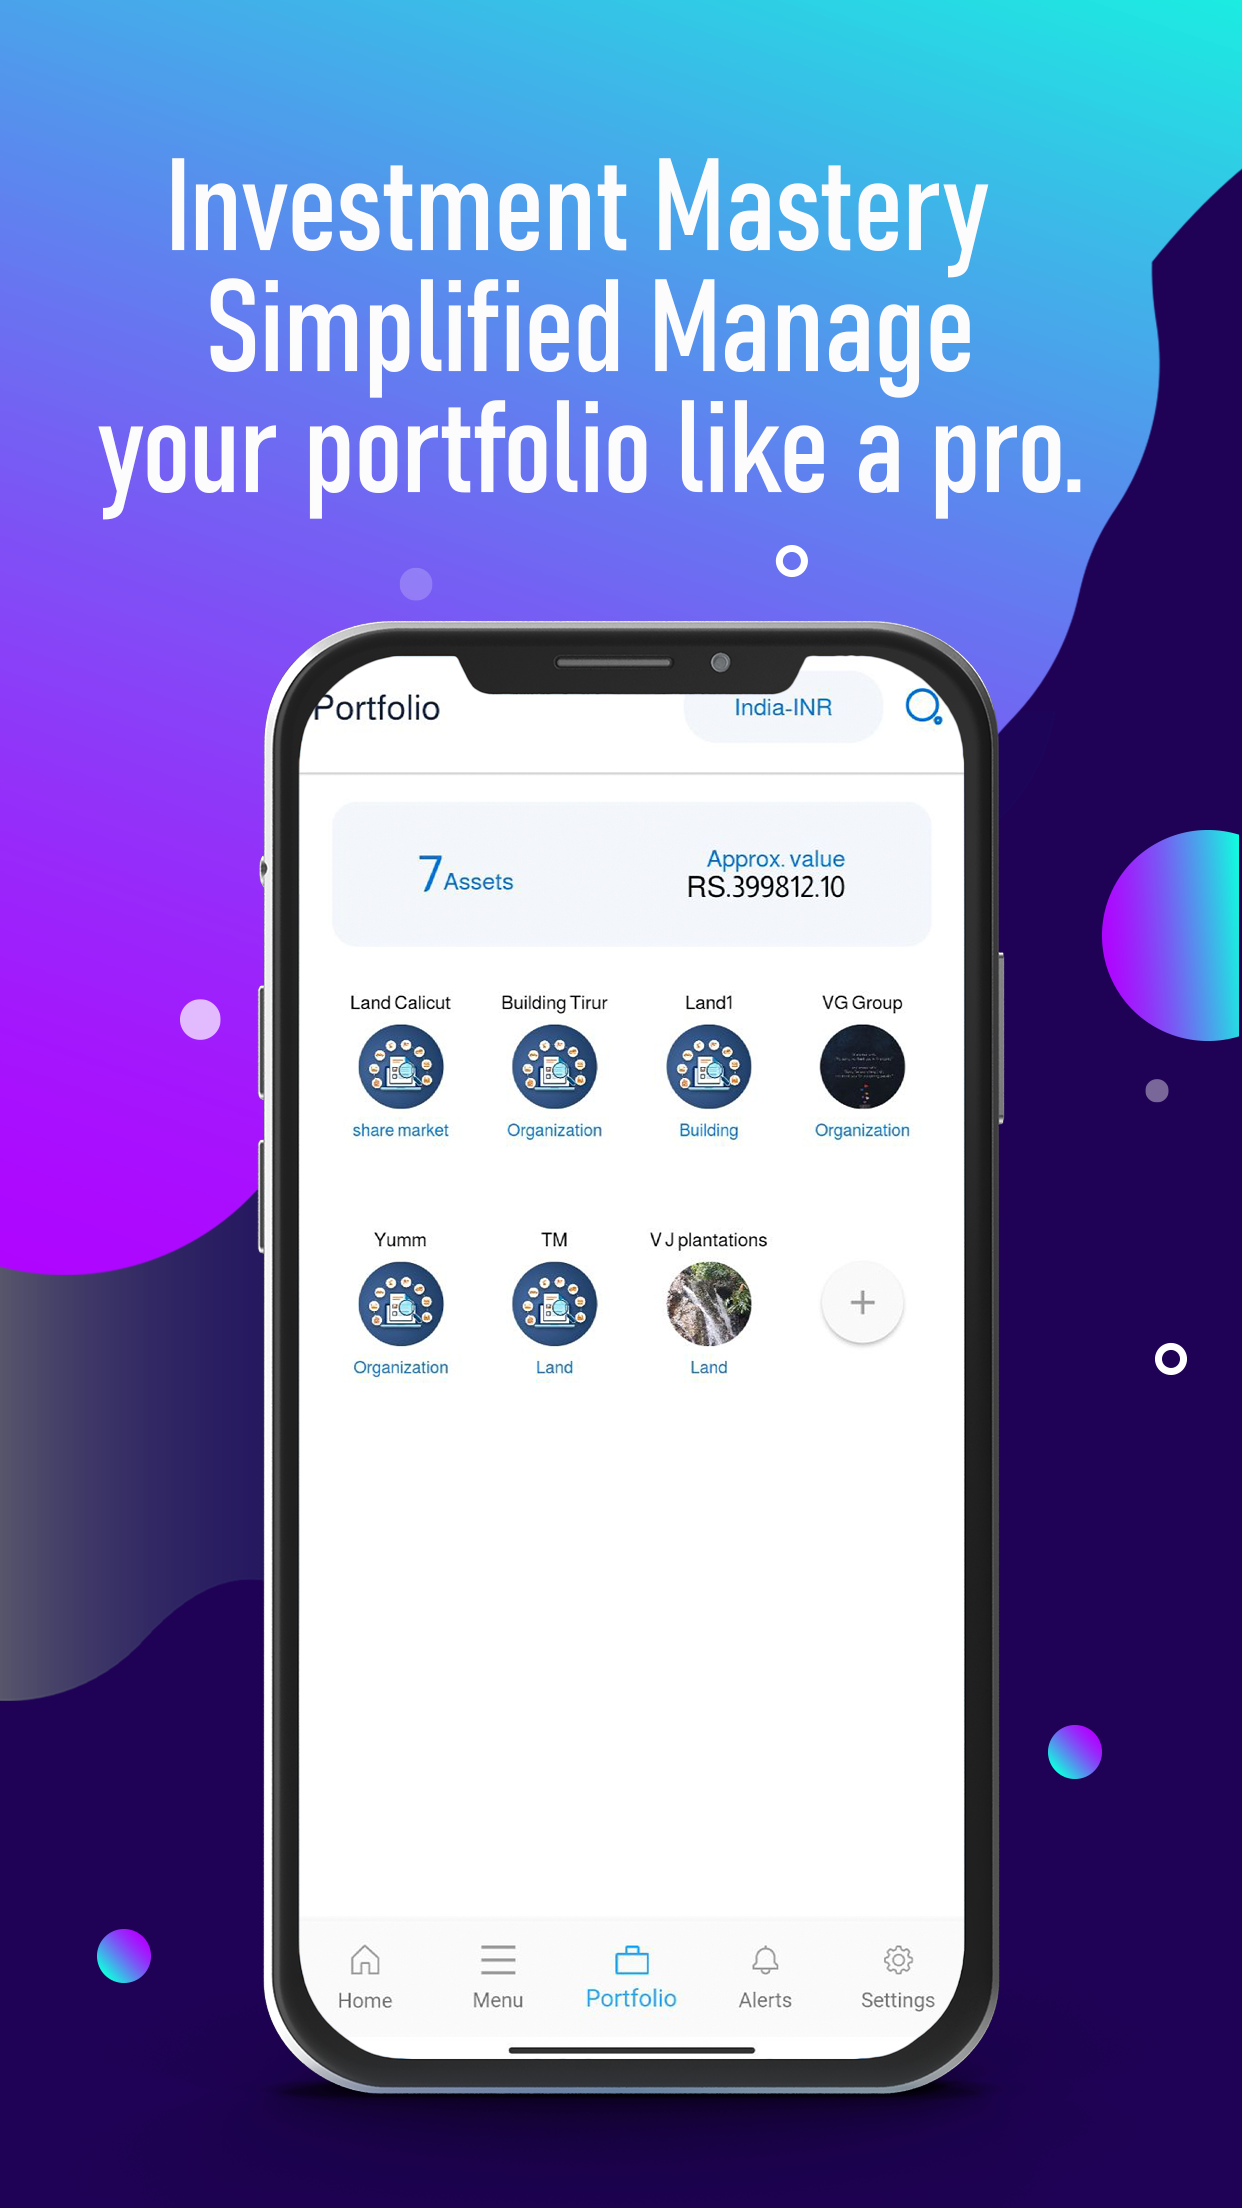 Investment Mastery
Simplified Manage
your portfolio like a pro.
Portfolio
India-INR
7 Assets
Approx. value
RS.399812.10
Land Calicut
Building Tirur
Land1
VG Group
share market
Organization
Building
Organization
Yumm
TM
V J plantations
+
Organization
Land
Land
Home
Menu
Portfolio
Alerts
Settings